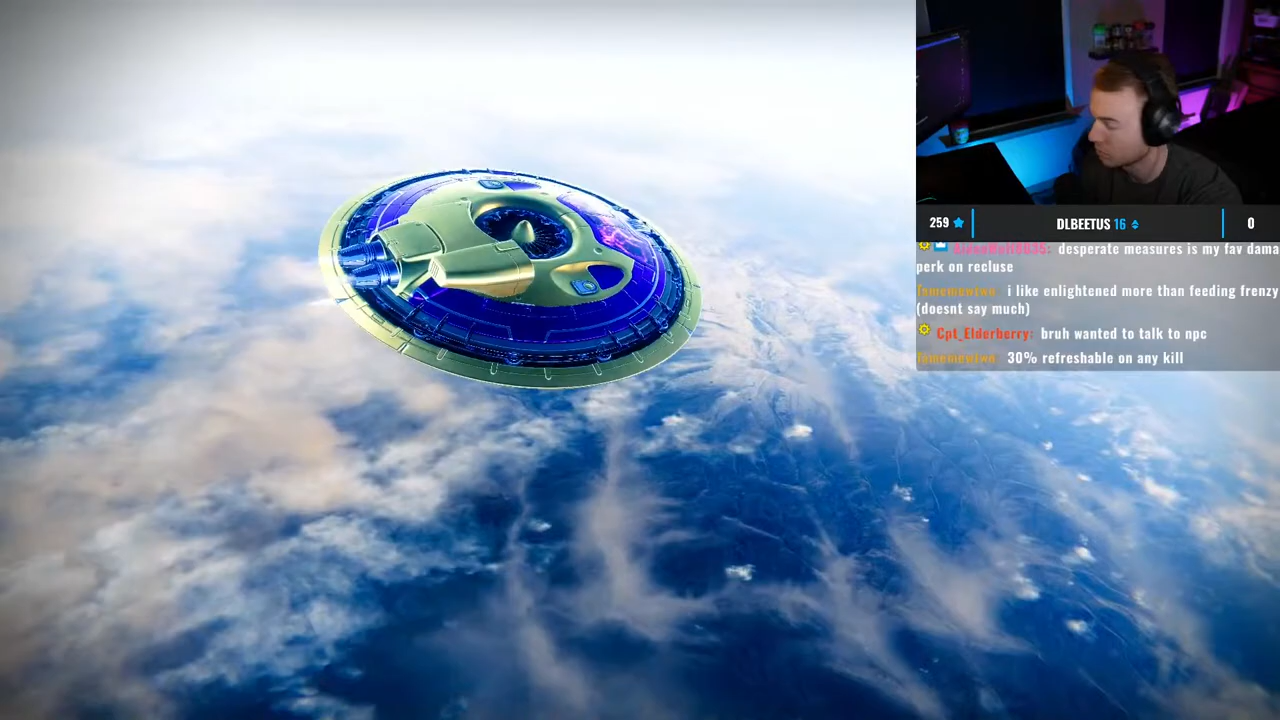 259
DLBEETUS 16
0
desperate measures is my fav dama
perk on recluse
i like enlightened more than feeding frenzy
(doesnt say much)
Cpt_Elderberry: bruh wanted to talk to npc
30% refreshable on any kill